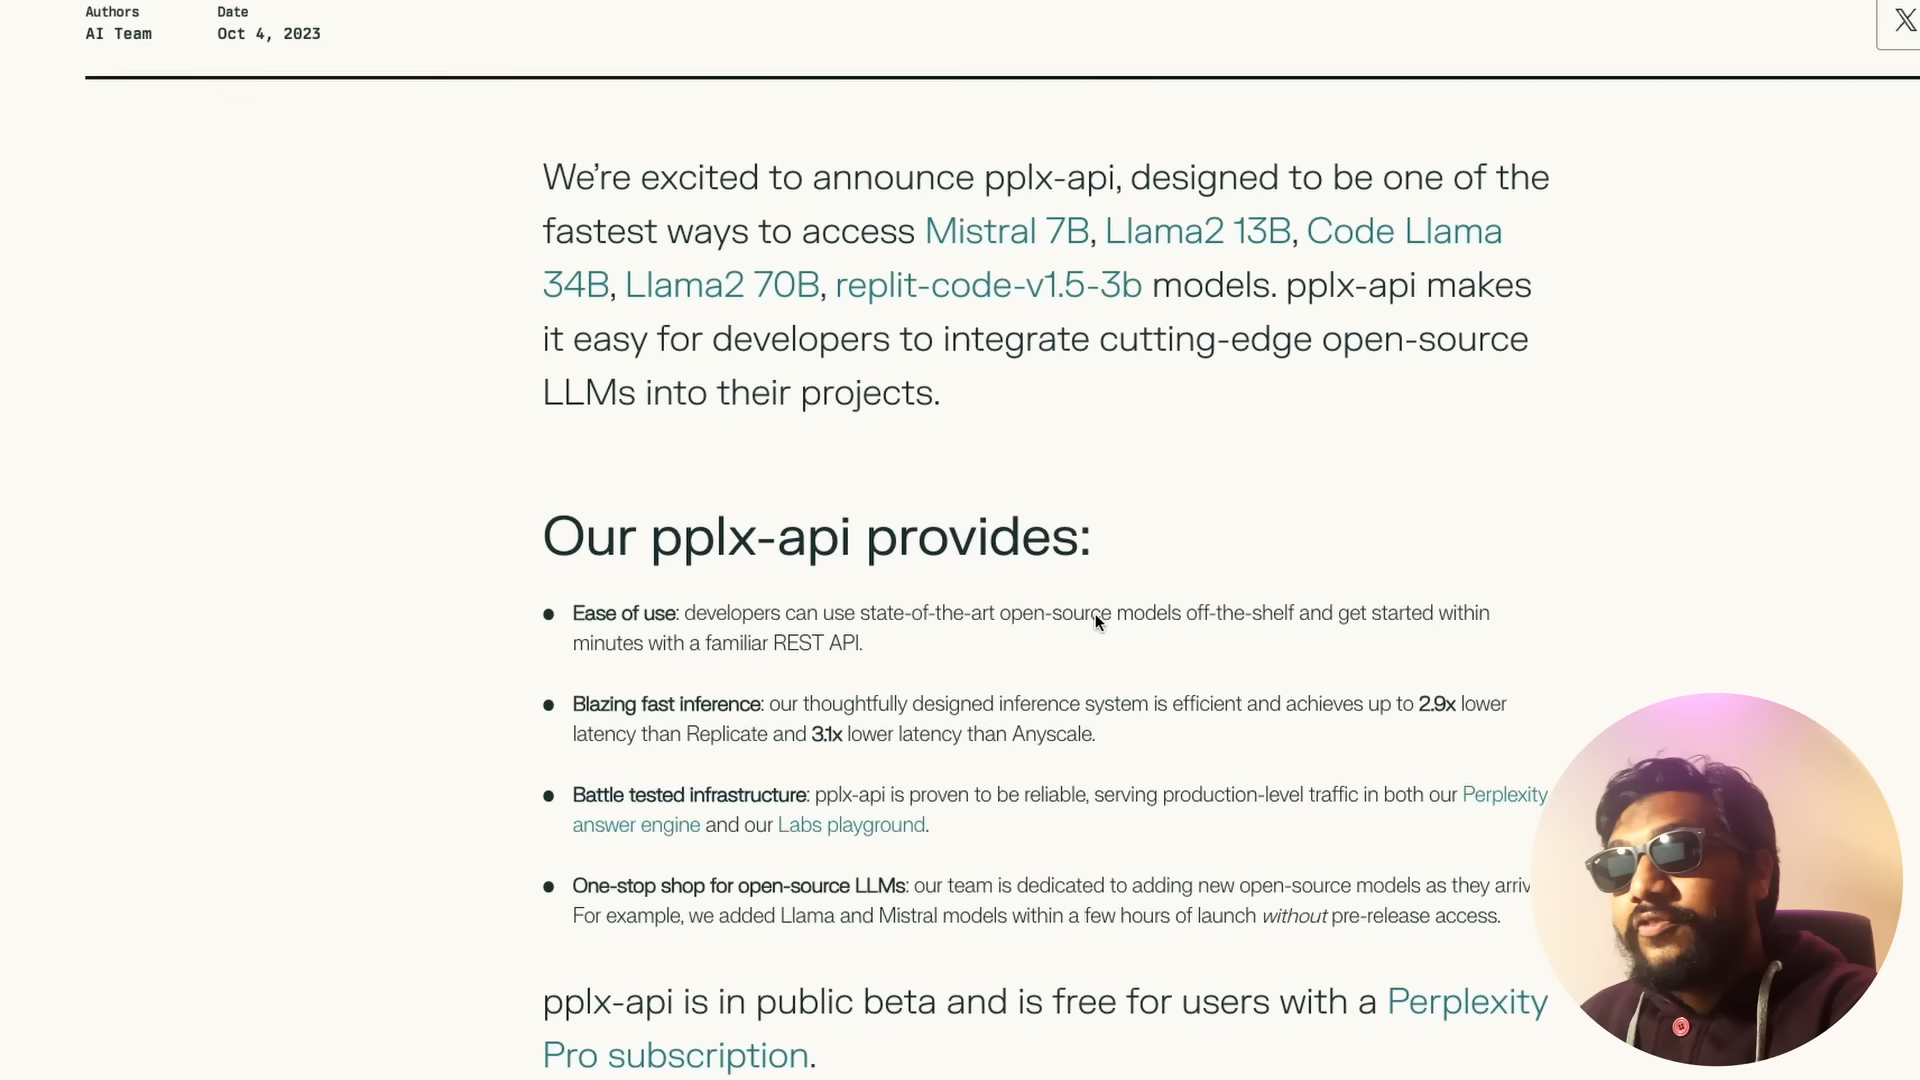 Authors
Date
AI Team
Oct 4, 2023
We’re excited to announce pplx-api, designed to be one of the
fastest ways to access Mistral 7B, Llama2 13B, Code Llama
34B, Llama2 70B, replit-code-v1.5-3b models. pplx-api makes
it easy for developers to integrate cutting-edge open-source
LLMs into their projects.
Our pplx-api provides:
● Ease of use: developers can use state-of-the-art open-source models off-the-shelf and get started within
minutes with a familiar REST API.
● Blazing fast inference: our thoughtfully designed inference system is efficient and achieves up to 2.9x lower
latency than Replicate and 3.1x lower latency than Anyscale.
● Battle tested infrastructure: pplx-api is proven to be reliable, serving production-level traffic in both our Perplexity
answer engine and our Labs playground.
● One-stop shop for open-source LLMs: our team is dedicated to adding new open-source models as they arriv
For example, we added Llama and Mistral models within a few hours of launch without pre-release access.
pplx-api is in public beta and is free for users with a Perplexity
Pro subscription.